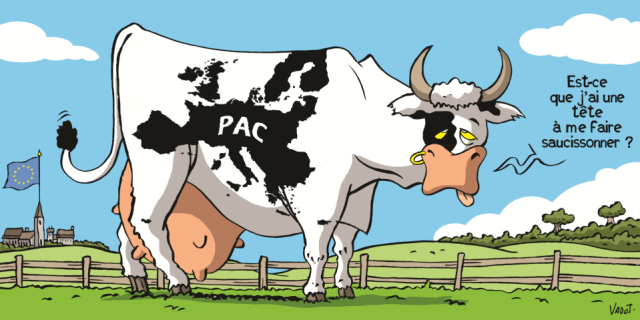 PAC
Est-ce
que j'ai une
tête
à me faire
saucissonner ?
VADOT.